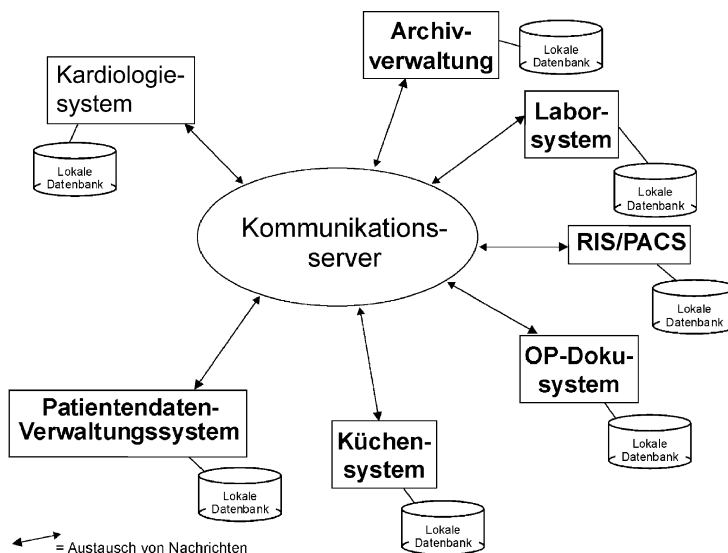 Archiv-
verwaltung
Lokale
Datenbank
Kardiologie-
system
Lokale
Datenbank
Labor-
system
Lokale
Datenbank
Kommunikations-
server
RIS/PACS
Lokale
Datenbank
OP-Doku-
system
Lokale
Datenbank
Patientendaten-
Verwaltungssystem
Lokale
Datenbank
Küchen-
system
Lokale
Datenbank
= Austausch von Nachrichten